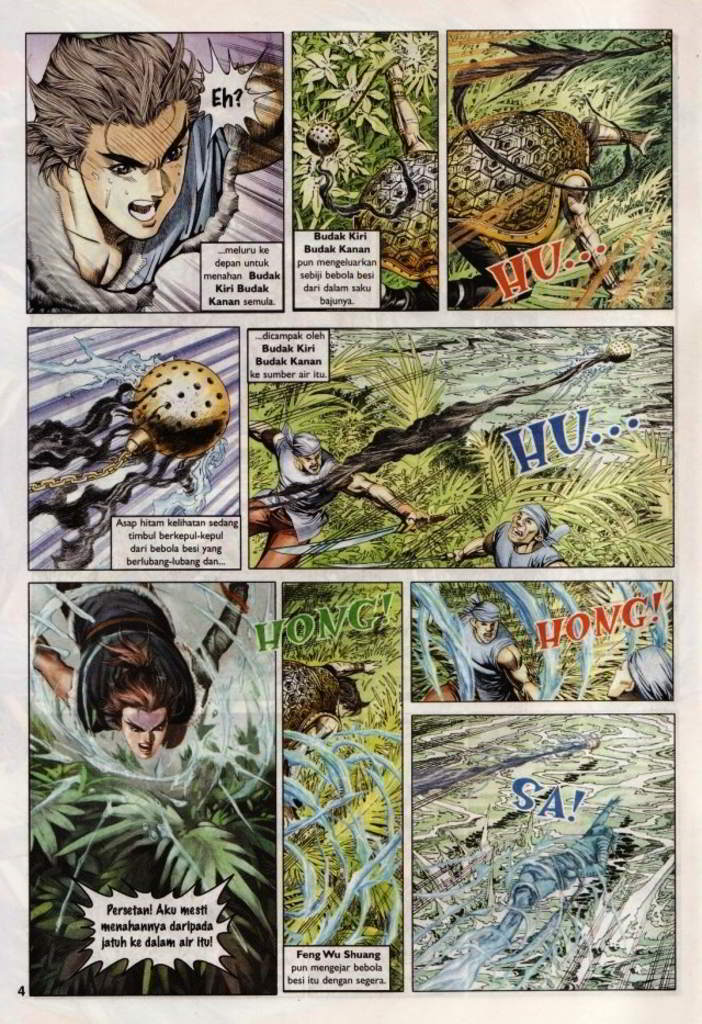 Eh?
...meluru ke
depan untuk
menahan Budak
Kiri Budak
Kanan semula.
Budak Kiri
Budak Kanan
pun mengeluarkan
sebiji bebola besi
dari dalam saku
bajunya.
HU...
Asap hitam kelihatan sedang
timbul berkepul-kepul
dari bebola besi yang
berlubang-lubang dan...
...dicampak oleh
Budak Kiri
Budak Kanan
ke sumber air itu.
HU...
Persetan! Aku mesti
menahannya daripada
jatuh ke dalam air itu!
HONG!
Feng Wu Shuang
pun mengejar bebola
besi itu dengan segera.
HONG!
SA!
4